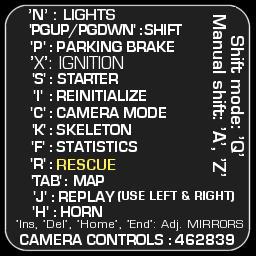 'N' : LIGHTS
'PGUP/PGDWN' :SHIFT
'P' : PARKING BRAKE
'X': IGNITION
'S': STARTER
'I' : REINITIALIZE
'C' : CAMERA MODE
'K': SKELETON
'F' : STATISTICS
'R' : RESCUE
'TAB' : MAP
'J' : REPLAY (USE LEFT & RIGHT)
'H' : HORN
'Ins, 'Del', 'Home', 'End': Adj. MIRRORS
CAMERA CONTROLS : 462839
Shift mode: 'Q'
Manual shift: 'A', 'Z'